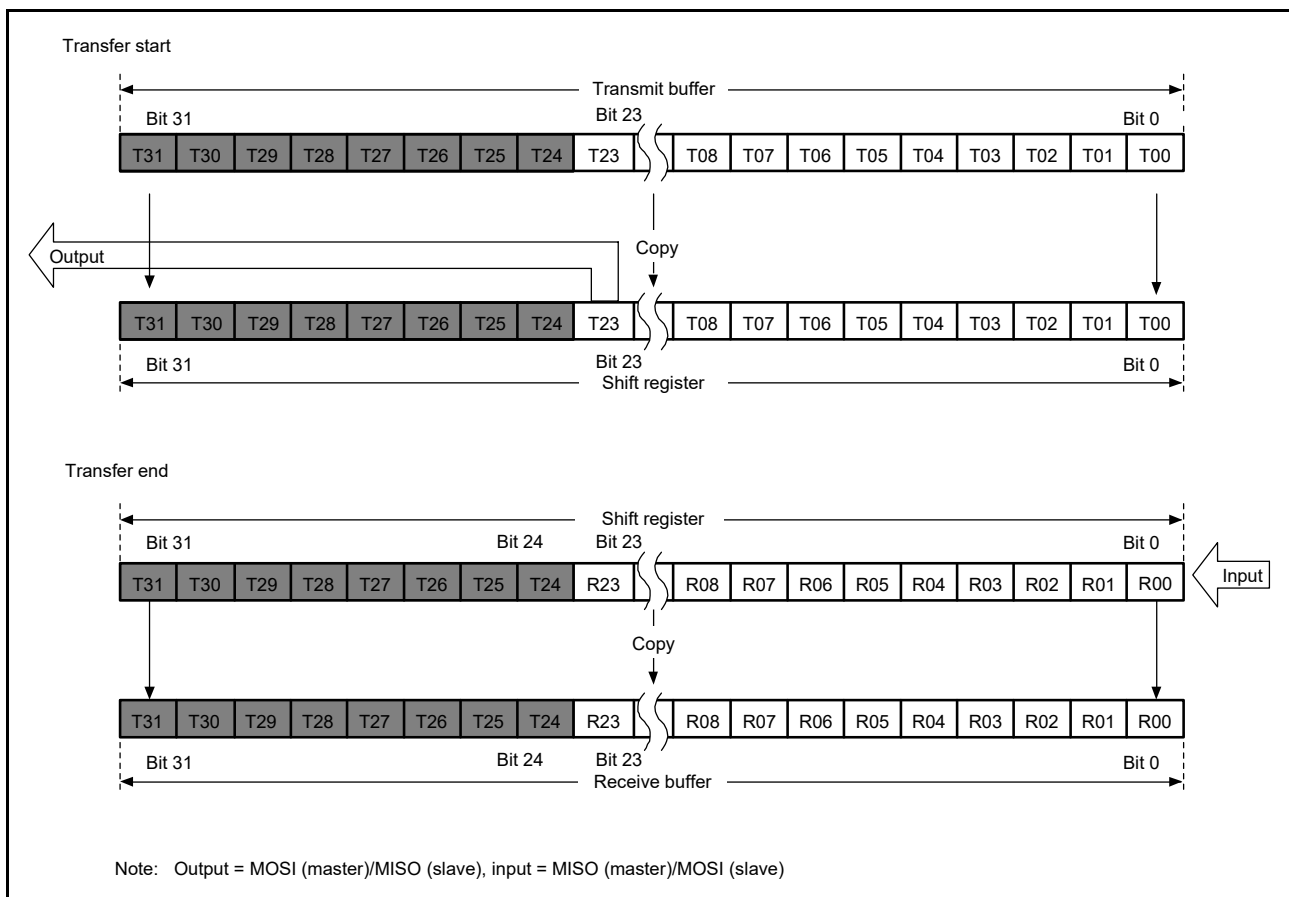 Transfer start
Transmit buffer
Bit 31 Bit 23 Bit 0
T31 T30 T29 T28 T27 T26 T25 T24 T23 T08 T07 T06 T05 T04 T03 T02 T01 T00
Output Copy
T31 T30 T29 T28 T27 T26 T25 T24 T23 T08 T07 T06 T05 T04 T03 T02 T01 T00
Bit 31 Bit 23 Bit 0
Shift register
Transfer end
Shift register
Bit 31 Bit 24 Bit 23 Bit 0
T31 T30 T29 T28 T27 T26 T25 T24 R23 R08 R07 R06 R05 R04 R03 R02 R01 R00 Input
Copy
T31 T30 T29 T28 T27 T26 T25 T24 R23 R08 R07 R06 R05 R04 R03 R02 R01 R00
Bit 31 Bit 24 Bit 23 Bit 0
Receive buffer
Note: Output = MOSI (master)/MISO (slave), input = MISO (master)/MOSI (slave)